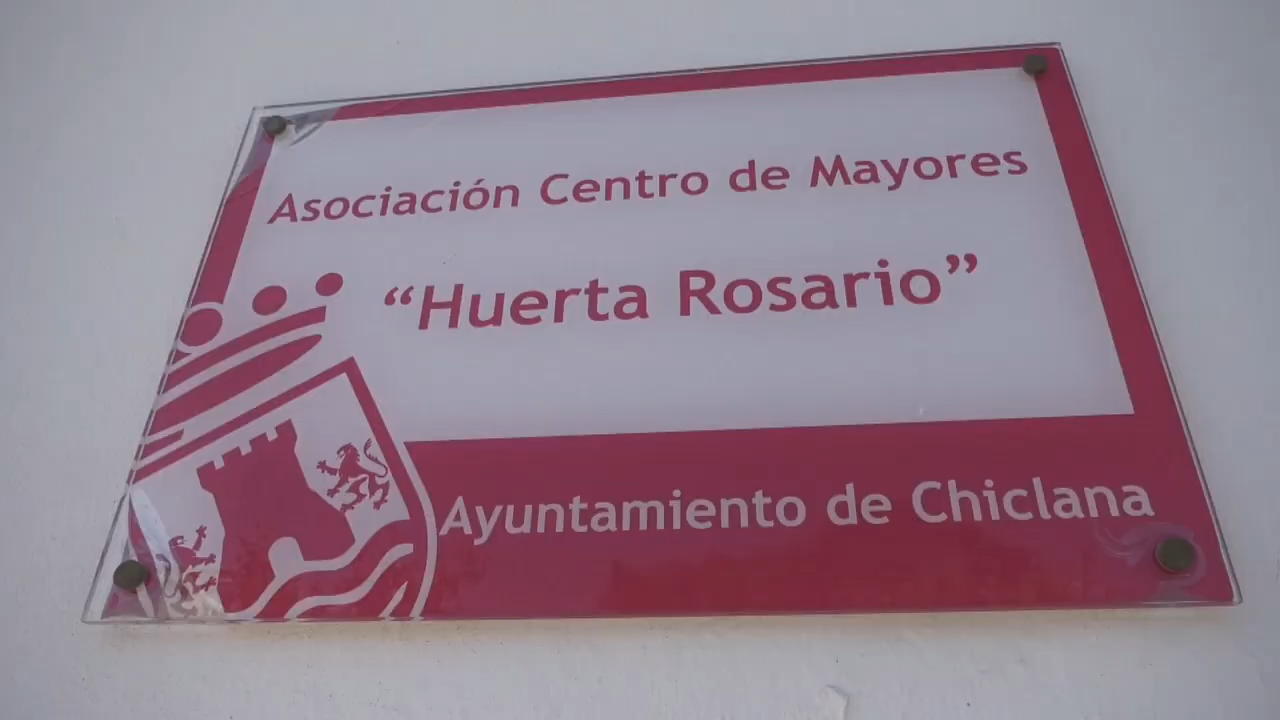 Asociación Centro de Mayores
“Huerta Rosario”
Ayuntamiento de Chiclana